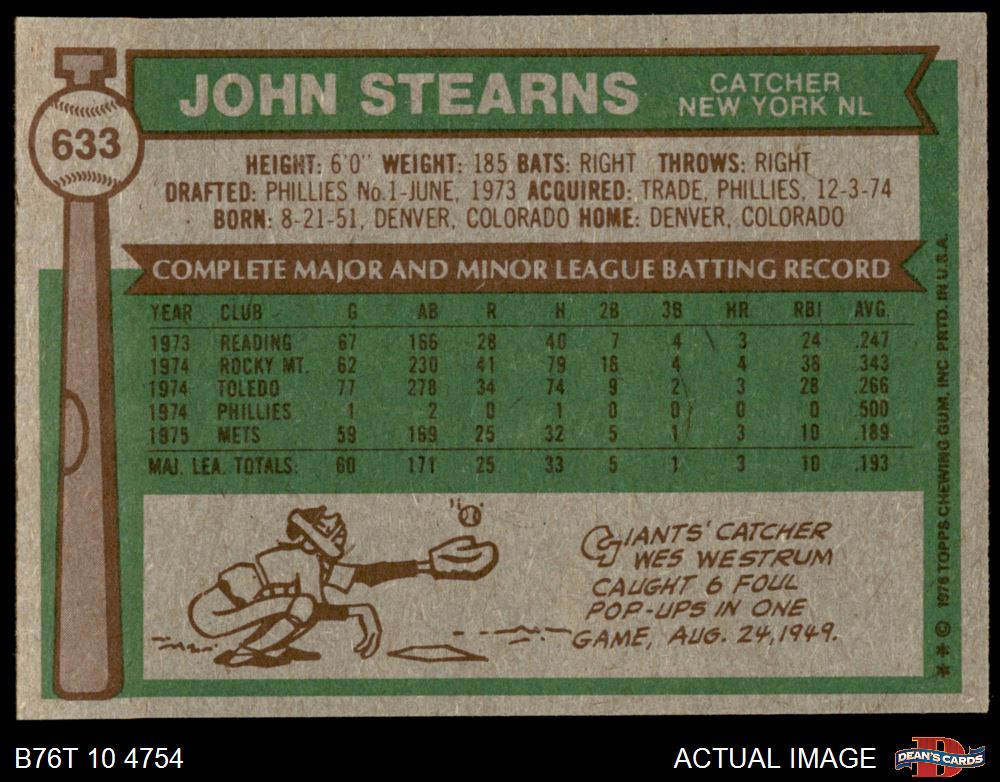 633
JOHN STEARNS
CATCHER
NEW YORK NL
HEIGHT: 6'0" WEIGHT: 185 BATS: RIGHT THROWS: RIGHT
DRAFTED: PHILLIES No.1-JUNE, 1973 ACQUIRED: TRADE, PHILLIES, 12-3-74
BORN: 8-21-51, DENVER, COLORADO HOME: DENVER, COLORADO
COMPLETE MAJOR AND MINOR LEAGUE BATTING RECORD
YEAR CLUB G AB R H 2B 3B HR RBI AVG.
1973 READING 67 166 28 40 7 4 3 24 .247
1974 ROCKY MT. 62 230 41 79 16 4 4 38 .343
1974 TOLEDO 77 278 34 74 9 2 3 28 .266
1974 PHILLIES 1 2 0 1 0 0 0 0 .500
1975 METS 59 169 25 32 5 1 3 10 .189
MAJ. LEA. TOTALS: 60 171 25 33 5 1 3 10 .193
GIANTS' CATCHER
WES WESTRUM
CAUGHT 6 FOUL
POP-UPS IN ONE
GAME, AUG. 24, 1949.
** © 1976 TOPPS CHEWING GUM, INC. PRTD. IN U.S.A.
B76T 10 4754
ACTUAL IMAGE
D
DEAN'S CARDS